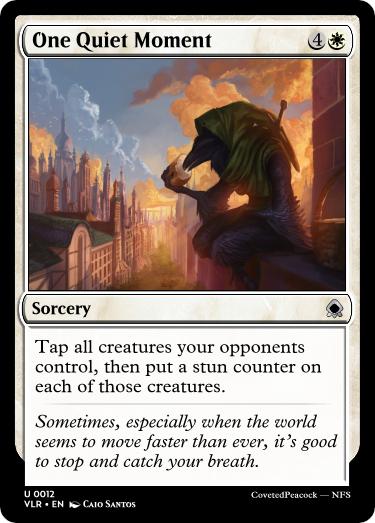 One Quiet Moment 4
Sorcery
Tap all creatures your opponents
control, then put a stun counter on
each of those creatures.
Sometimes, especially when the world
seems to move faster than ever, it's good
to stop and catch your breath.
U 0012
VLR • EN Caio Santos
CovetedPeacock — NFS